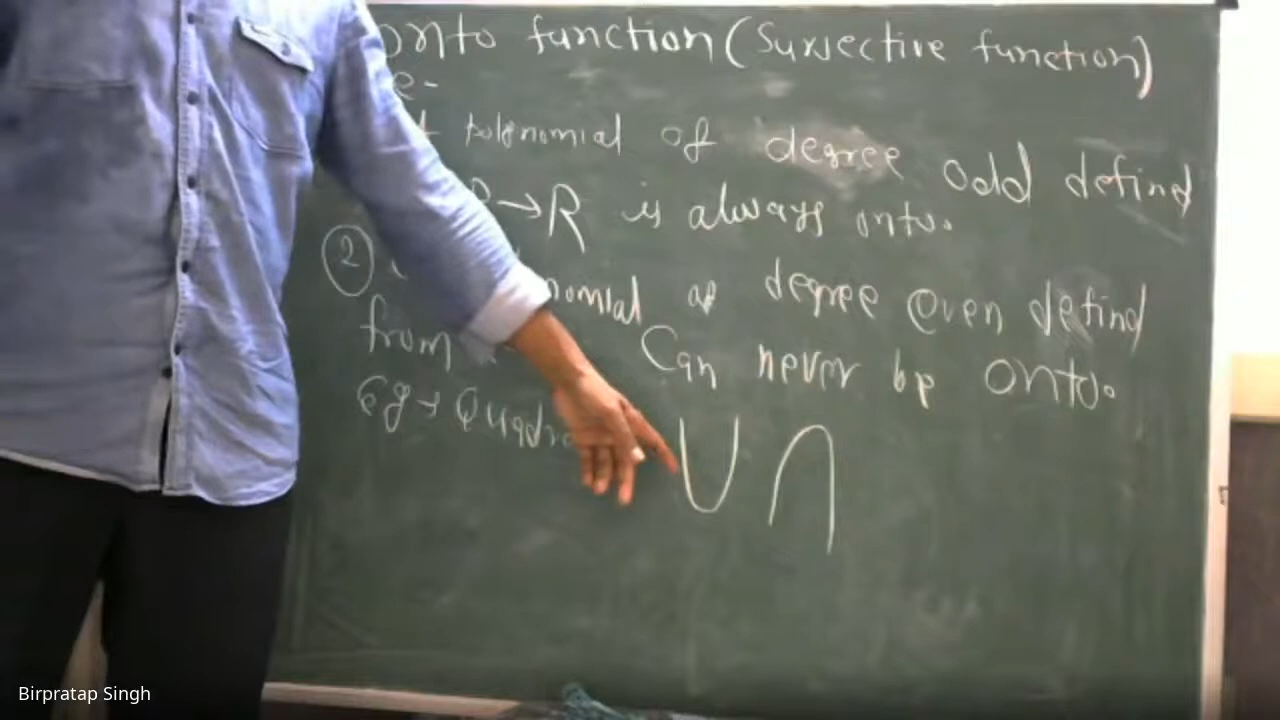 onto function (Surjective function)
e-
polynomial of degree odd defined
→R is always onto.
2 nomial of degree even defind
from Can never be onto.
Eg→ Quadra
Birpratap Singh